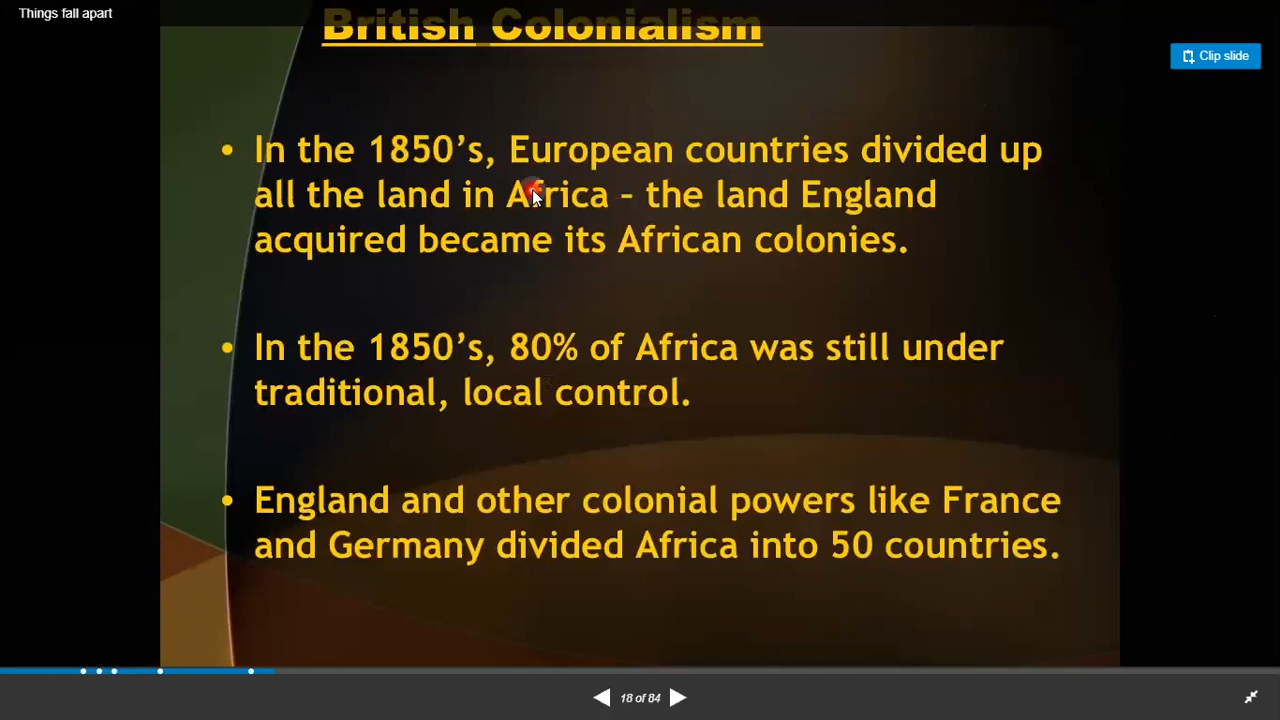 Things fall apart
British Colonialism
Clip slide
• In the 1850’s, European countries divided up
all the land in Africa – the land England
acquired became its African colonies.
• In the 1850’s, 80% of Africa was still under
traditional, local control.
• England and other colonial powers like France
and Germany divided Africa into 50 countries.
18 of 84